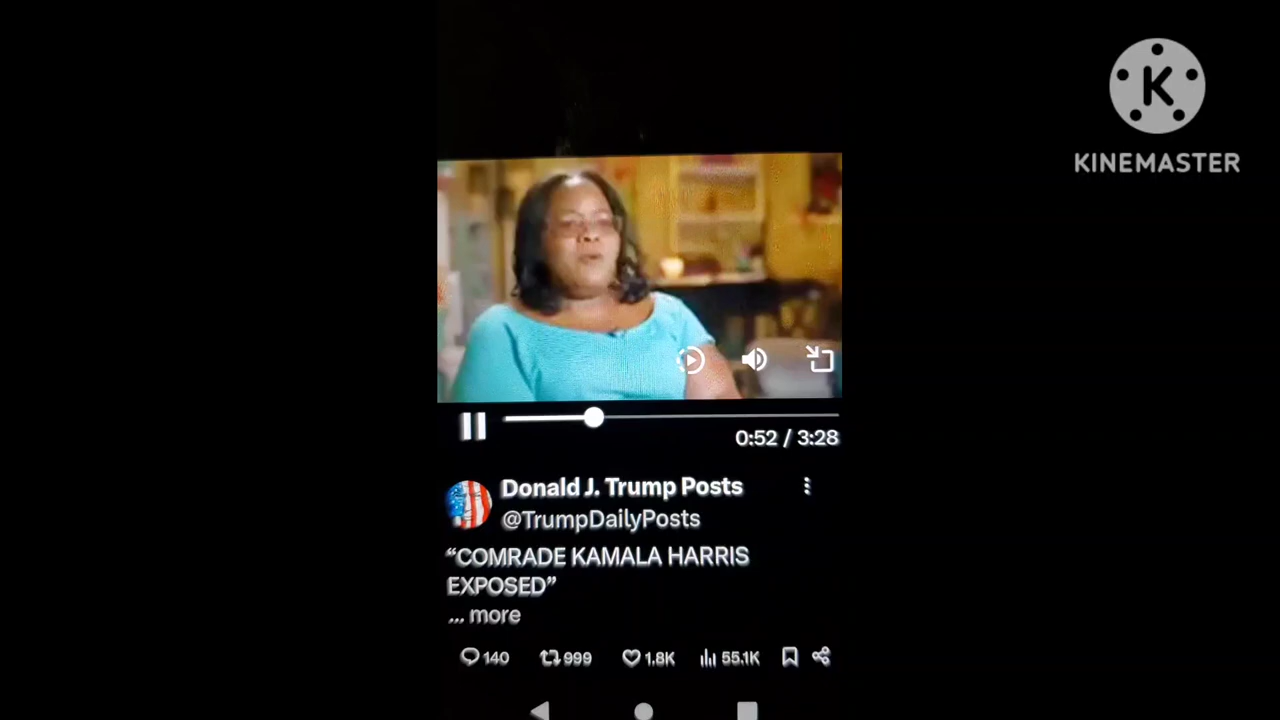 KINEMASTER
0:52 / 3:28
Donald J. Trump Posts
@TrumpDailyPosts
“COMRADE KAMALA HARRIS
EXPOSED”
... more
140 999 1.8K 55.1K